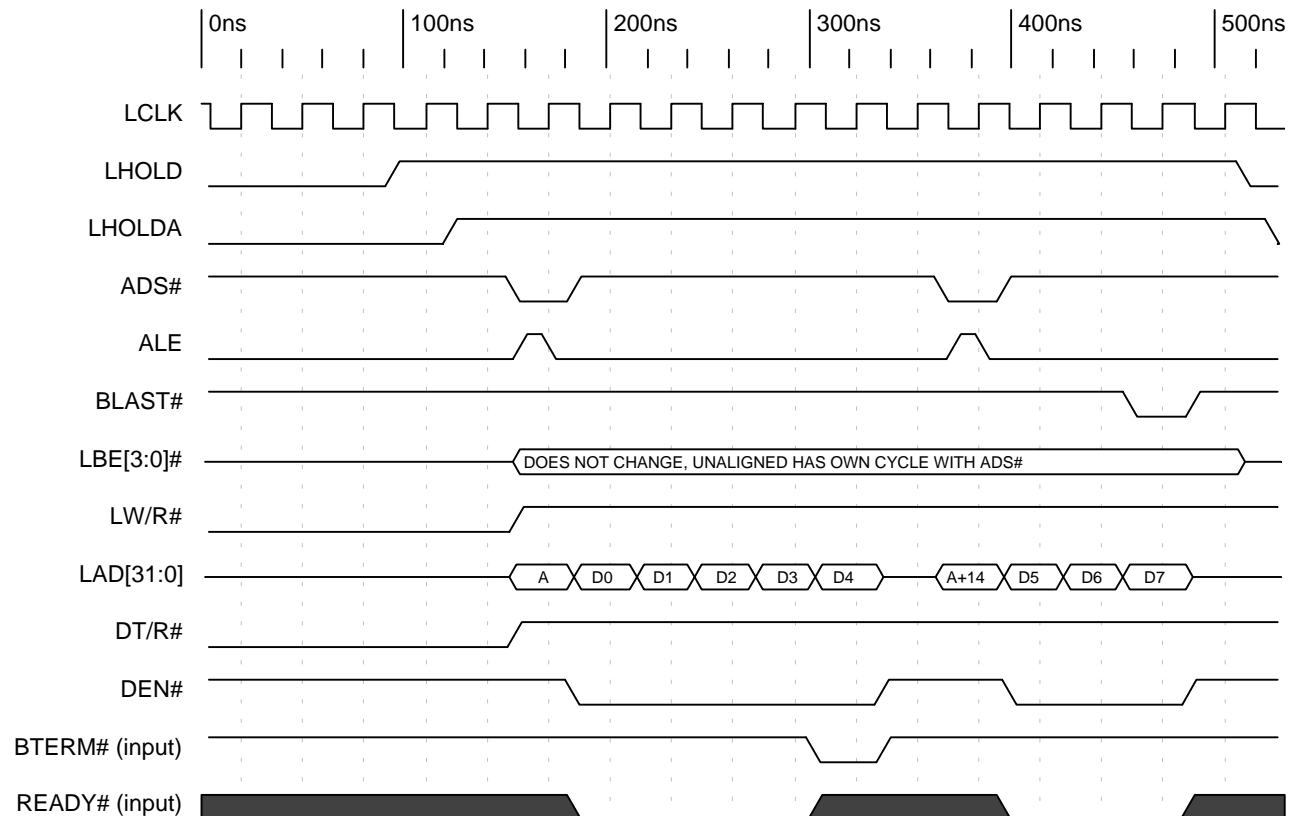 0ns 100ns 200ns 300ns 400ns 500ns
LCLK
LHOLD
LHOLDA
ADS#
ALE
BLAST#
LBE[3:0]# DOES NOT CHANGE, UNALIGNED HAS OWN CYCLE WITH ADS#
LW/R#
LAD[31:0] A D0 D1 D2 D3 D4 A+14 D5 D6 D7
DT/R#
DEN#
BTERM# (input)
READY# (input)